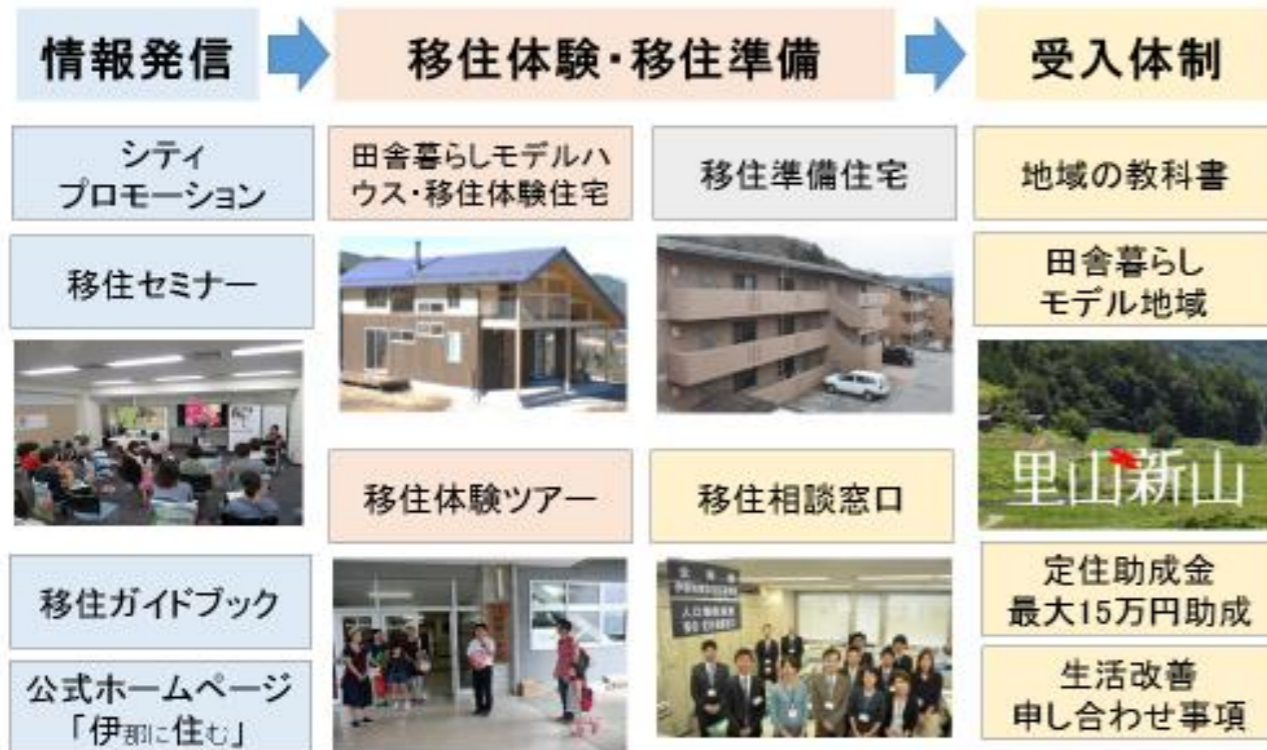 情報発信
移住体験・移住準備
受入体制
シティ
プロモーション
移住セミナー
移住ガイドブック
公式ホームページ
「伊那に住む」
田舎暮らしモデルハ
ウス・移住体験住宅
移住体験ツアー
移住準備住宅
移住相談窓口
地域の教科書
田舎暮らし
モデル地域
里山新山
定住助成金
最大15万円助成
生活改善
申し合わせ事項